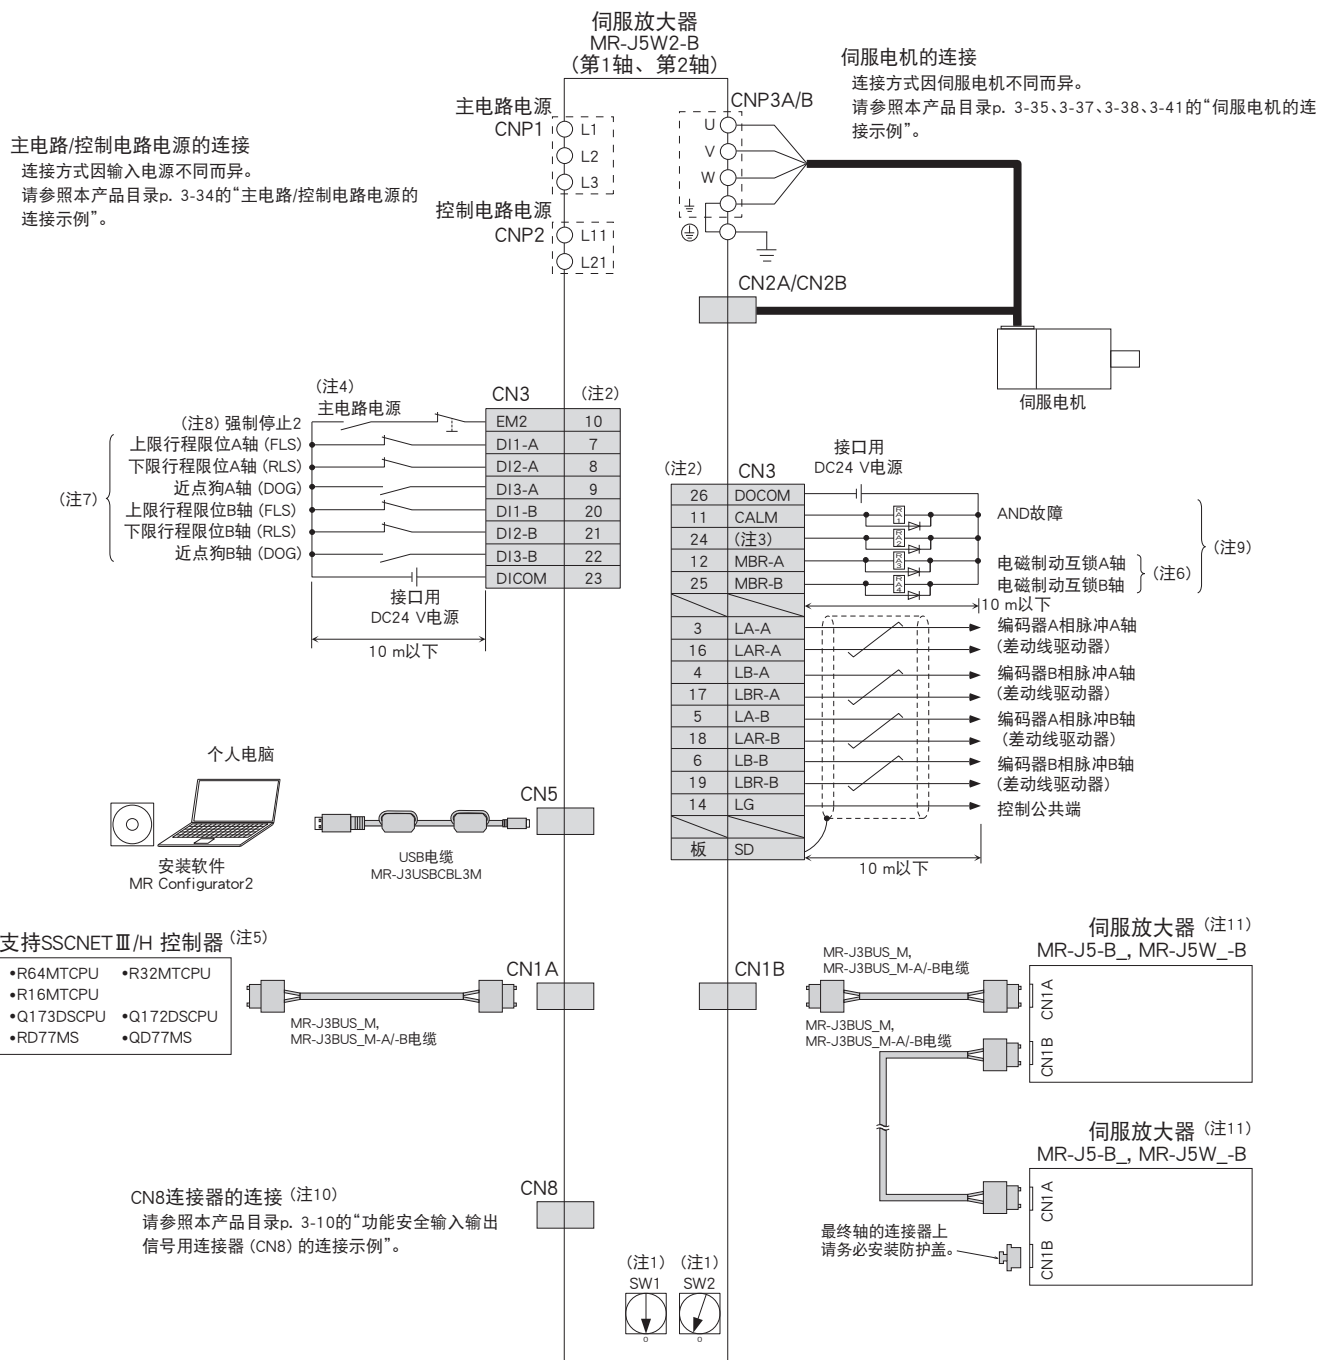 伺服放大器
MR-J5W2-B
(第1轴、第2轴)
伺服电机的连接
连接方式因伺服电机不同而异。
请参照本产品目录p. 3-35、3-37、3-38、3-41的“伺服电机的连
接示例”。
主电路/控制电路电源的连接
连接方式因输入电源不同而异。
请参照本产品目录p. 3-34的“主电路/控制电路电源的
连接示例”。
主电路电源
CNP1
L1
L2
L3
控制电路电源
CNP2
L11
L21
CNP3A/B
U
V
W
CN2A/CN2B
伺服电机
(注4)
主电路电源
CN3
(注2)
(注8) 强制停止2
EM2
10
上限行程限位A轴 (FLS)
DI1-A
7
下限行程限位A轴 (RLS)
DI2-A
8
近点狗A轴 (DOG)
DI3-A
9
(注7)
上限行程限位B轴 (FLS)
DI1-B
20
下限行程限位B轴 (RLS)
DI2-B
21
近点狗B轴 (DOG)
DI3-B
22
DICOM
23
接口用
DC24 V电源
10 m以下
接口用
DC24 V电源
(注2)
CN3
26
DOCOM
11
CALM
RA1
AND故障
24
(注3)
RA2
12
MBR-A
RA3
电磁制动互锁A轴
25
MBR-B
RA4
电磁制动互锁B轴
(注6)
(注9)
10 m以下
3
LA-A
编码器A相脉冲A轴
16
LAR-A
(差动线驱动器)
4
LB-A
编码器B相脉冲A轴
17
LBR-A
(差动线驱动器)
5
LA-B
编码器A相脉冲B轴
18
LAR-B
(差动线驱动器)
6
LB-B
编码器B相脉冲B轴
19
LBR-B
(差动线驱动器)
14
LG
控制公共端
板
SD
10 m以下
个人电脑
安装软件
MR Configurator2
USB电缆
MR-J3USBCBL3M
CN5
支持SSCNETⅢ/H 控制器 (注5)
•R64MTCPU •R32MTCPU
•R16MTCPU
•Q173DSCPU •Q172DSCPU
•RD77MS •QD77MS
MR-J3BUS_M,
MR-J3BUS_M-A/-B电缆
CN1A
CN1B
MR-J3BUS_M,
MR-J3BUS_M-A/-B电缆
MR-J3BUS_M,
MR-J3BUS_M-A/-B电缆
伺服放大器 (注11)
MR-J5-B_, MR-J5W_-B
CN1A
CN1B
伺服放大器 (注11)
MR-J5-B_, MR-J5W_-B
CN1A
CN1B
最终轴的连接器上
请务必安装防护盖。
CN8连接器的连接 (注10)
请参照本产品目录p. 3-10的“功能安全输入输出
信号用连接器 (CN8) 的连接示例”。
CN8
(注1)
SW1
0
(注1)
SW2
0